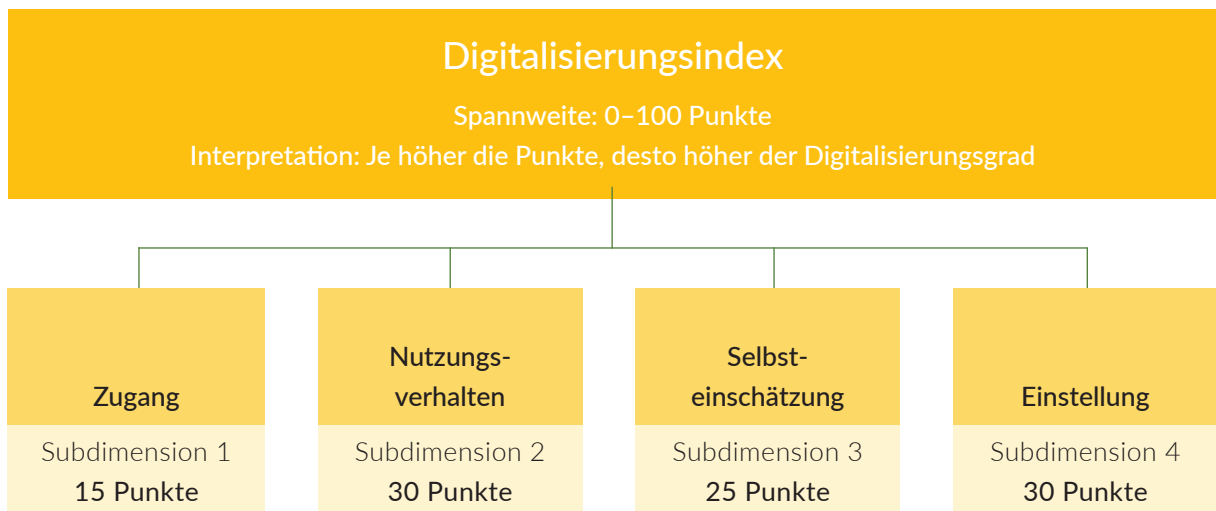 Digitalisierungsindex
Spannweite: 0–100 Punkte
Interpretation: Je höher die Punkte, desto höher der Digitalisierungsgrad
Zugang
Subdimension 1
15 Punkte
Nutzungs-
verhalten
Subdimension 2
30 Punkte
Selbst-
einschätzung
Subdimension 3
25 Punkte
Einstellung
Subdimension 4
30 Punkte